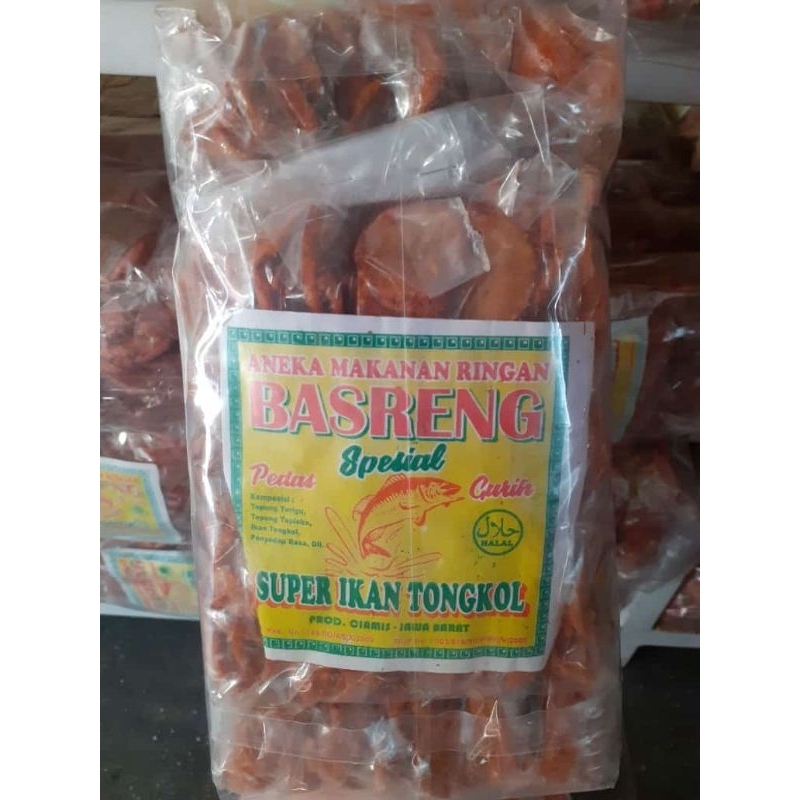 ANEKA MAKANAN RINGAN
BASRENG
Spesial
Pedas
Gurih
Komposisi :
Tepung Terigu,
Tepung Tapioka,
Ikan Tongkol,
Penyedap Rasa, Dll.
حلال
HALAL
SUPER IKAN TONGKOL
PROD. CIAMIS - JAWA BARAT